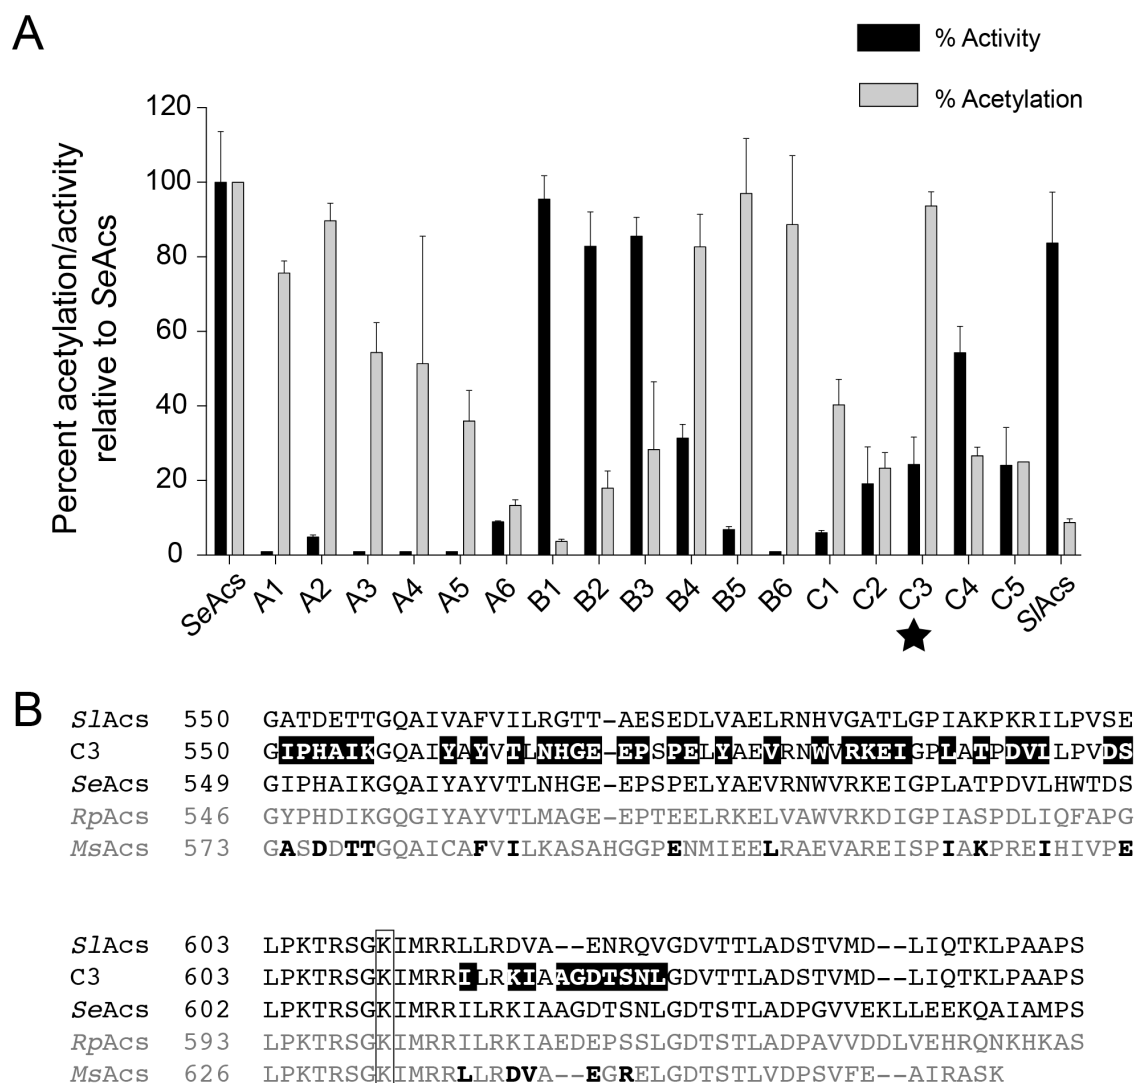 A
% Activity
% Acetylation
Percent acetylation/activity
relative to SeAcs
120
100
80
60
40
20
0
SeAcs A1 A2 A3 A4 A5 A6 B1 B2 B3 B4 B5 B6 C1 C2 C3 C4 C5 SlAcs
B
SlAcs 550 GATDETTGQAIVAFVILRGTT-AESEDLVAELRNHVGATLGPIAKPKRILPVSE
C3 550 GIPHAIKGQAIYAYVTLNHGE-EPSPELYAEVRNWVRKEIGPLATPDVLLPVDS
SeAcs 549 GIPHAIKGQAIYAYVTLNHGE-EPSPELYAEVRNWVRKEIGPLATPDVLHWTDS
RpAcs 546 GYPHDIKGQGIYAYVTLMAGE-EPTEELRKELVAWVRKDIGPIASPDLIQFAPG
MsAcs 573 GASDDTTGQAICAFVILKASAHGGPENMIEELRAEVAREISPIAKPREIHIVPE
SlAcs 603 LPKTRSGKIMRRLLRDVA--ENRQVGDVTTLADSTVMD--LIQTKLPAAPS
C3 603 LPKTRSGKIMRRILRKIAAGDTSNLGDVTTLADSTVMD--LIQTKLPAAPS
SeAcs 602 LPKTRSGKIMRRILRKIAAGDTSNLGDTSTLADPGVVEKLLEEKQAIAMPS
RpAcs 593 LPKTRSGKIMRRILRKIAEDEPSSLGDTSTLADPAVVDDLVEHRQNKHKAS
MsAcs 626 LPKTRSGKIMRRLLRDVA--EGRELGDTSTLVDPSVFE--AIRASK